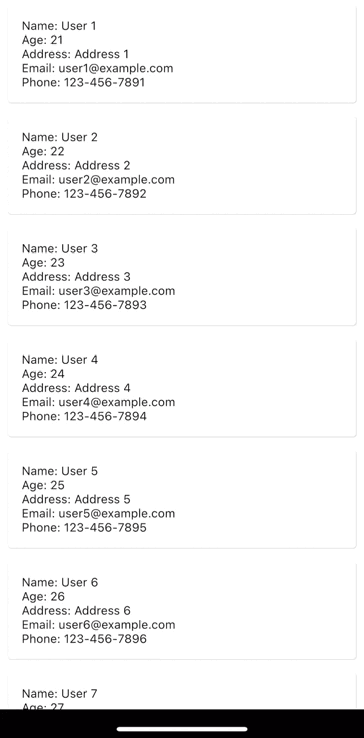 Name: User 1
Age: 21
Address: Address 1
Email: user1@example.com
Phone: 123-456-7891
Name: User 2
Age: 22
Address: Address 2
Email: user2@example.com
Phone: 123-456-7892
Name: User 3
Age: 23
Address: Address 3
Email: user3@example.com
Phone: 123-456-7893
Name: User 4
Age: 24
Address: Address 4
Email: user4@example.com
Phone: 123-456-7894
Name: User 5
Age: 25
Address: Address 5
Email: user5@example.com
Phone: 123-456-7895
Name: User 6
Age: 26
Address: Address 6
Email: user6@example.com
Phone: 123-456-7896
Name: User 7
Age: 27